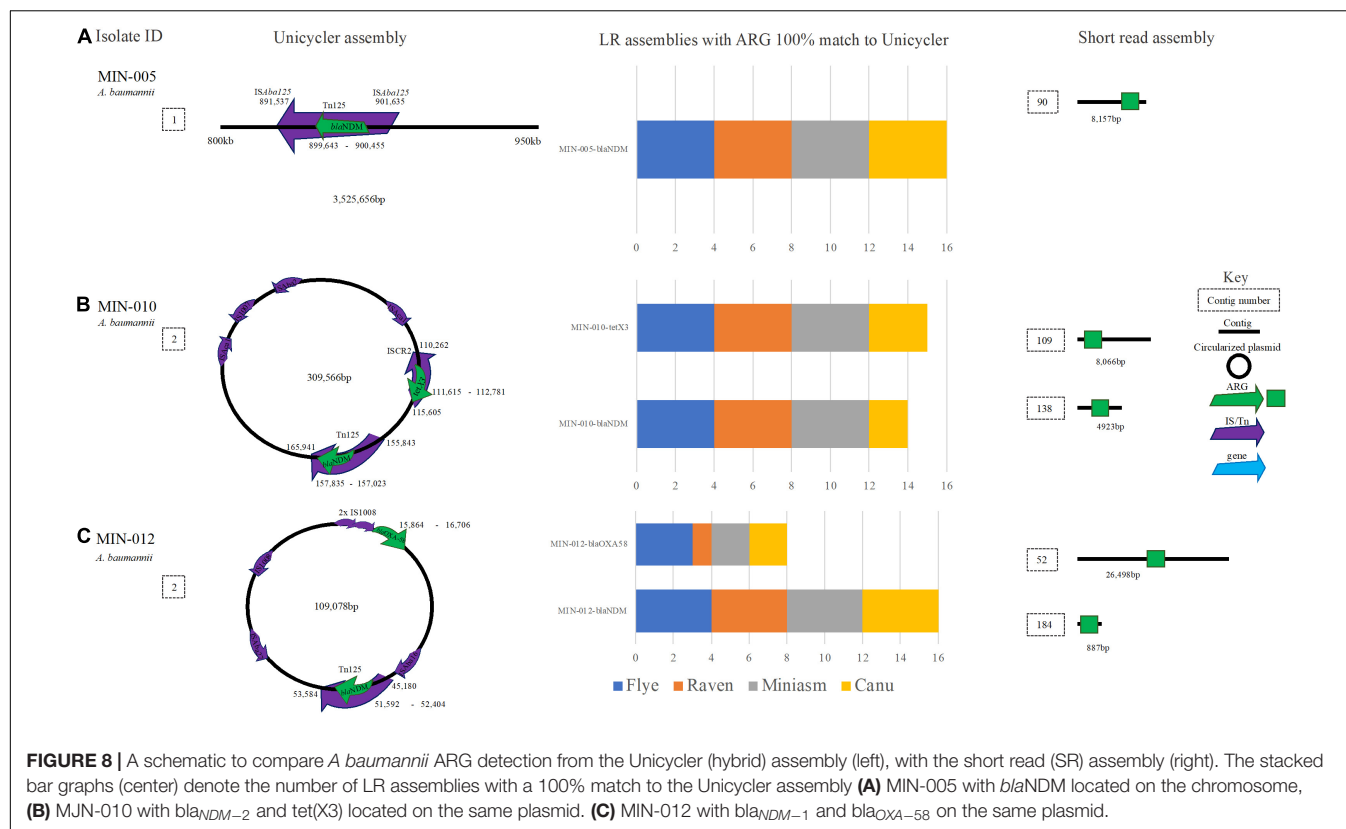 A Isolate ID
Unicycler assembly
LR assemblies with ARG 100% match to Unicycler
Short read assembly
MIN-005
A. baumannii
1
ISAba125
891,537
ISAba125
901,635
Tn125
blaNDM
800kb
950kb
899,643 - 900,455
3,525,656bp
MIN-005-blaNDM
0 2 4 6 8 10 12 14 16
90
8,157bp
B MIN-010
A. baumannii
2
309,566bp
ISCR2
110,262
tetX3
111,615 - 112,781
115,605
Tn125
165,941
155,843
blaNDM
157,835 - 157,023
MIN-010-tetX3
MIN-010-blaNDM
0 2 4 6 8 10 12 14 16
109
8,066bp
138
4923bp
Key
Contig number
Contig
Circularized plasmid
ARG
IS/Tn
gene
C MIN-012
A. baumannii
2
2x IS1008
15,864 - 16,706
blaOXA-58
109,078bp
Tn125
53,584
45,180
blaNDM
51,592 - 52,404
MIN-012-blaOXA58
MIN-012-blaNDM
0 2 4 6 8 10 12 14 16
Flye Raven Miniasm Canu
52
26,498bp
184
887bp
FIGURE 8 | A schematic to compare A baumannii ARG detection from the Unicycler (hybrid) assembly (left), with the short read (SR) assembly (right). The stacked
bar graphs (center) denote the number of LR assemblies with a 100% match to the Unicycler assembly (A) MIN-005 with blaNDM located on the chromosome,
(B) MJN-010 with blaNDM−2 and tet(X3) located on the same plasmid. (C) MIN-012 with blaNDM−1 and blaOXA−58 on the same plasmid.